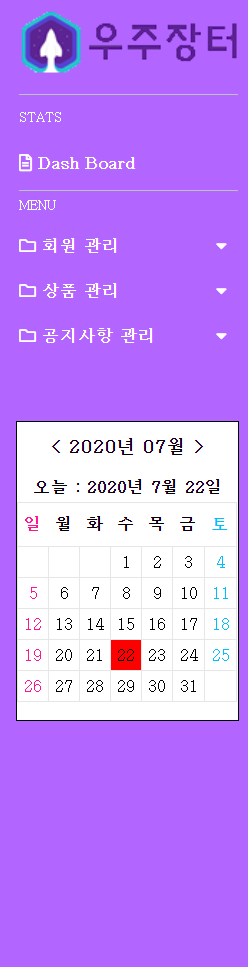 우주장터
STATS
Dash Board
MENU
회원 관리
상품 관리
공지사항 관리
< 2020년 07월 >
오늘 : 2020년 7월 22일
일 월 화 수 목 금 토
1 2 3 4
5 6 7 8 9 10 11
12 13 14 15 16 17 18
19 20 21 22 23 24 25
26 27 28 29 30 31